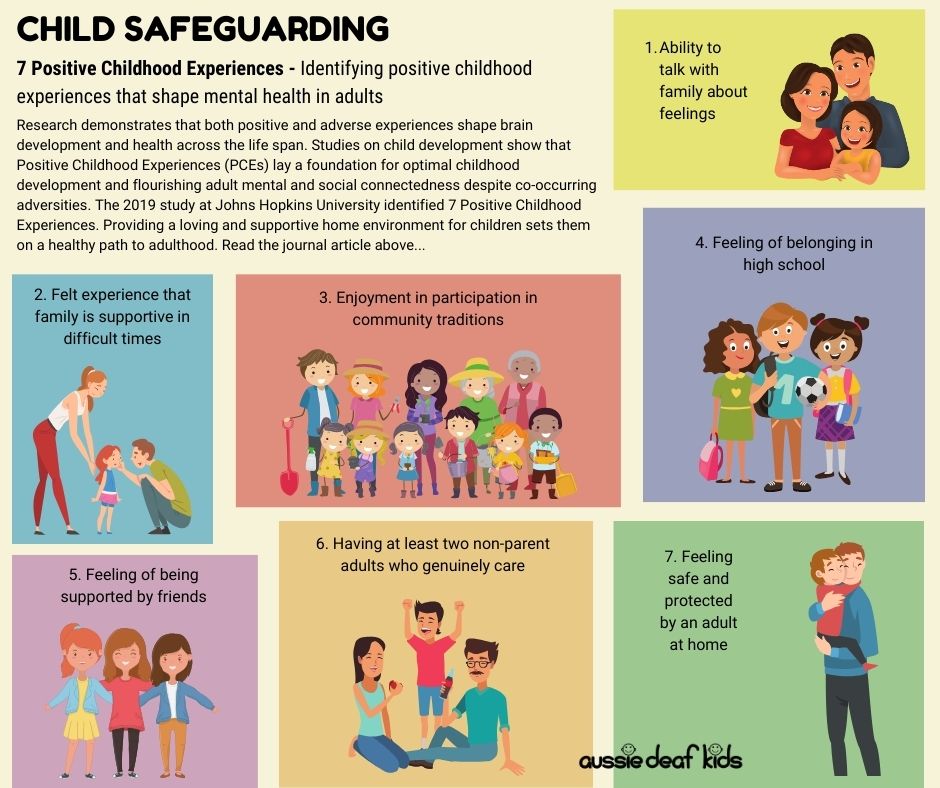 CHILD SAFEGUARDING
7 Positive Childhood Experiences - Identifying positive childhood
experiences that shape mental health in adults
Research demonstrates that both positive and adverse experiences shape brain
development and health across the life span. Studies on child development show that
Positive Childhood Experiences (PCEs) lay a foundation for optimal childhood
development and flourishing adult mental and social connectedness despite co-occurring
adversities. The 2019 study at Johns Hopkins University identified 7 Positive Childhood
Experiences. Providing a loving and supportive home environment for children sets them
on a healthy path to adulthood. Read the journal article above...
1. Ability to
talk with
family about
feelings
2. Felt experience that
family is supportive in
difficult times
3. Enjoyment in participation in
community traditions
4. Feeling of belonging in
high school
5. Feeling of being
supported by friends
6. Having at least two non-parent
adults who genuinely care
7. Feeling
safe and
protected
by an adult
at home
aussie deaf kids